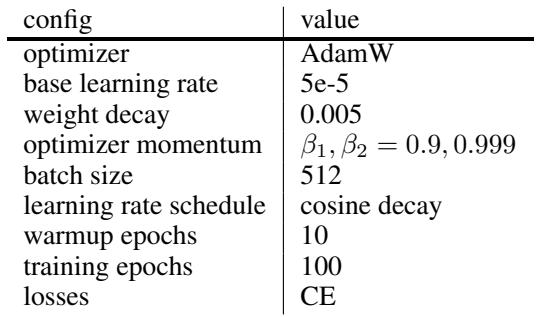 config value
optimizer AdamW
base learning rate 5e-5
weight decay 0.005
optimizer momentum β₁, β₂ = 0.9, 0.999
batch size 512
learning rate schedule cosine decay
warmup epochs 10
training epochs 100
losses CE